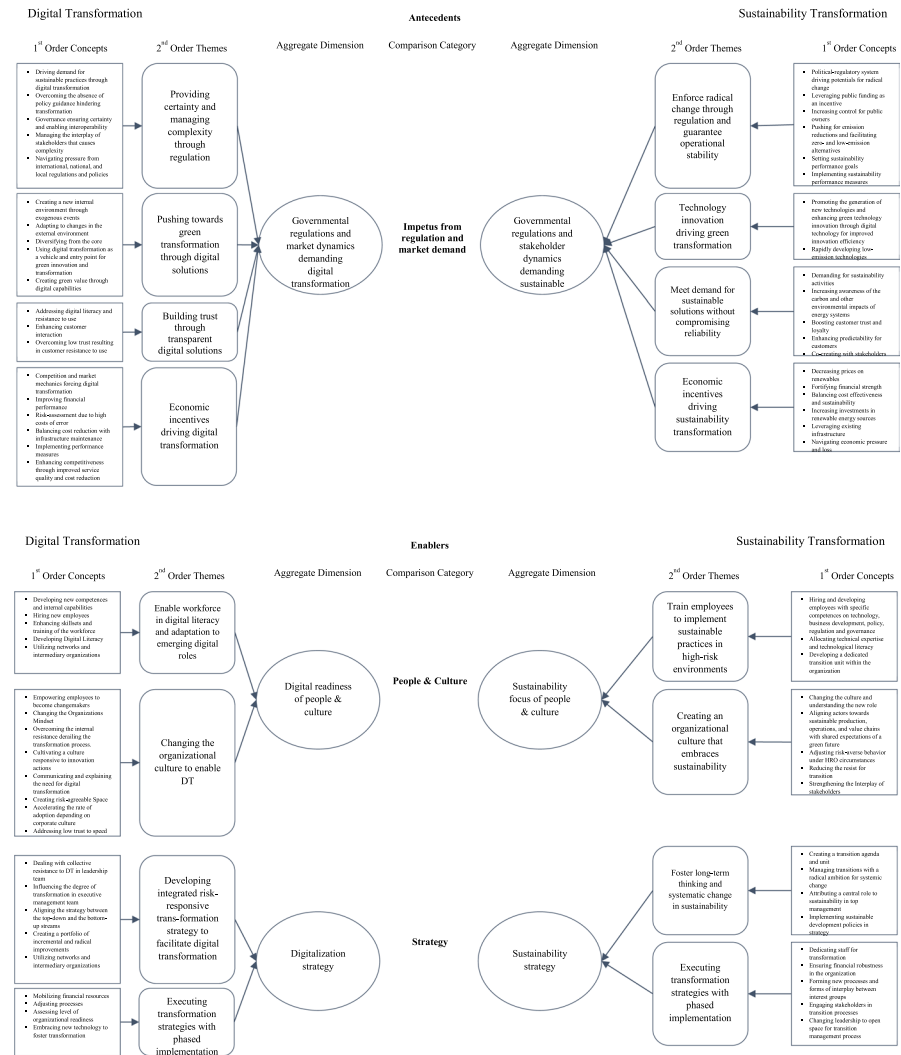 Digital Transformation
Antecedents
Sustainability Transformation
1st Order Concepts
2nd Order Themes
Aggregate Dimension
Comparison Category
Aggregate Dimension
2nd Order Themes
1st Order Concepts
▪ Driving demand for
sustainable practices through
digital transformation
▪ Overcoming the absence of
policy guidance hindering
transformation
▪ Governance ensuring certainty
and enabling interoperability
▪ Managing the interplay of
stakeholders that causes
complexity
▪ Navigating pressure from
international, national, and
local regulations and policies
Providing
certainty and
managing
complexity
through
regulation
▪ Creating a new internal
environment through
exogenous events
▪ Adapting to changes in the
external environment
▪ Diversifying from the core
▪ Using digital transformation as
a vehicle and entry point for
green innovation and
transformation
▪ Creating green value through
digital capabilities
Pushing towards
green
transformation
through digital
solutions
▪ Addressing digital literacy and
resistance to use
▪ Enhancing customer
interaction
▪ Overcoming low trust resulting
in customer resistance to use
Building trust
through
transparent
digital solutions
▪ Competition and market
mechanics forcing digital
transformation
▪ Improving financial
performance
▪ Risk-assessment due to high
costs of error
▪ Balancing cost reduction with
infrastructure maintenance
▪ Implementing performance
measures
▪ Enhancing competitiveness
through improved service
quality and cost reduction
Economic
incentives
driving digital
transformation
Governmental
regulations and
market dynamics
demanding
digital
transformation
Impetus from
regulation and
market demand
Governmental
regulations and
stakeholder
dynamics
demanding
sustainable
Enforce radical
change through
regulation and
guarantee
operational
stability
▪ Political-regulatory system
driving potentials for radical
change
▪ Leveraging public funding as
an incentive
▪ Increasing control for public
owners
▪ Pushing for emission
reductions and facilitating
zero- and low-emission
alternatives
▪ Setting sustainability
performance goals
▪ Implementing sustainability
performance measures
Technology
innovation
driving green
transformation
▪ Promoting the generation of
new technologies and
enhancing green technology
innovation through digital
technology for improved
innovation efficiency
▪ Rapidly developing low-
emission technologies
Meet demand for
sustainable
solutions without
compromising
reliability
▪ Demanding for sustainability
activities
▪ Increasing awareness of the
carbon and other
environmental impacts of
energy systems
▪ Boosting customer trust and
loyalty
▪ Enhancing predictability for
customers
▪ Co-creating with stakeholders
Economic
incentives
driving
sustainability
transformation
▪ Decreasing prices on
renewables
▪ Fortifying financial strength
▪ Balancing cost effectiveness
and sustainability
▪ Increasing investments in
renewable energy sources
▪ Leveraging existing
infrastructure
▪ Navigating economic pressure
and loss
Digital Transformation
Enablers
Sustainability Transformation
1st Order Concepts
2nd Order Themes
Aggregate Dimension
Comparison Category
Aggregate Dimension
2nd Order Themes
1st Order Concepts
▪ Developing new competences
and internal capabilities
▪ Hiring new employees
▪ Enhancing skillsets and
training of the workforce
▪ Developing Digital Literacy
▪ Utilizing networks and
intermediary organizations
Enable workforce
in digital literacy
and adaptation to
emerging digital
roles
▪ Empowering employees to
become changemakers
▪ Changing the Organizations
Mindset
▪ Overcoming the internal
resistance derailing the
transformation process.
▪ Cultivating a culture
responsive to innovation
actions
▪ Communicating and explaining
the need for digital
transformation
▪ Creating risk-agreeable Space
▪ Accelerating the rate of
adoption depending on
corporate culture
▪ Addressing low trust to speed
Changing the
organizational
culture to enable
DT
Digital readiness
of people &
culture
People & Culture
Sustainability
focus of people
& culture
Train employees
to implement
sustainable
practices in
high-risk
environments
▪ Hiring and developing
employees with specific
competences on technology,
business development, policy,
regulation and governance
▪ Allocating technical expertise
and technological literacy
▪ Developing a dedicated
transition unit within the
organization
Creating an
organizational
culture that
embraces
sustainability
▪ Changing the culture and
understanding the new role
▪ Aligning actors towards
sustainable production,
operations, and value chains
with shared expectations of a
green future
▪ Adjusting risk-averse behavior
under HRO circumstances
▪ Reducing the resist for
transition
▪ Strengthening the Interplay of
stakeholders
▪ Dealing with collective
resistance to DT in leadership
team
▪ Influencing the degree of
transformation in executive
management team
▪ Aligning the strategy between
the top-down and the bottom-
up streams
▪ Creating a portfolio of
incremental and radical
improvements
▪ Utilizing networks and
intermediary organizations
Developing
integrated risk-
responsive
trans-formation
strategy to
facilitate digital
transformation
▪ Mobilizing financial resources
▪ Adjusting processes
▪ Assessing level of
organizational readiness
▪ Embracing new technology to
foster transformation
Executing
transformation
strategies with
phased
implementation
Digitalization
strategy
Strategy
Sustainability
strategy
Foster long-term
thinking and
systematic change
in sustainability
▪ Creating a transition agenda
and unit
▪ Managing transitions with a
radical ambition for systemic
change
▪ Attributing a central role to
sustainability in top
management
▪ Implementing sustainable
development policies in
strategy
Executing
transformation
strategies with
phased
implementation
▪ Dedicating staff for
transformation
▪ Ensuring financial robustness
in the organization
▪ Forming new processes and
forms of interplay between
interest groups
▪ Engaging stakeholders in
transition processes
▪ Changing leadership to open
space for transition
management process